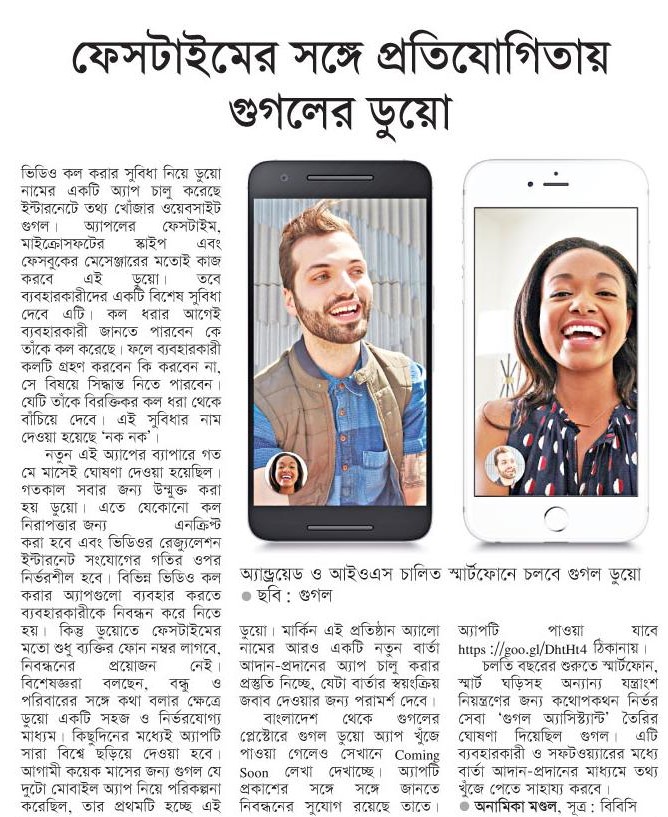 ফেসটাইমের সঙ্গে প্রতিযোগিতায়
গুগলের ডুয়ো
ভিডিও কল করার সুবিধা নিয়ে ডুয়ো
নামের একটি অ্যাপ চালু করেছে
ইন্টারনেটে তথ্য খোঁজার ওয়েবসাইট
গুগল। অ্যাপলের ফেসটাইম,
মাইক্রোসফটের স্কাইপ এবং
ফেসবুকের মেসেঞ্জারের মতোই কাজ
করবে এই ডুয়ো। তবে
ব্যবহারকারীদের একটি বিশেষ সুবিধা
দেবে এটি। কল ধরার আগেই
ব্যবহারকারী জানতে পারবেন কে
তাঁকে কল করেছে। ফলে ব্যবহারকারী
কলটি গ্রহণ করবেন কি করবেন না,
সে বিষয়ে সিদ্ধান্ত নিতে পারবেন।
যেটি তাঁকে বিরক্তিকর কল ধরা থেকে
বাঁচিয়ে দেবে। এই সুবিধার নাম
দেওয়া হয়েছে ‘নক নক’।
নতুন এই অ্যাপের ব্যাপারে গত
মে মাসেই ঘোষণা দেওয়া হয়েছিল।
গতকাল সবার জন্য উন্মুক্ত করা
হয় ডুয়ো। এতে যেকোনো কল
নিরাপত্তার জন্য এনক্রিপ্ট
করা হবে এবং ভিডিওর রেজ্যুলেশন
ইন্টারনেট সংযোগের গতির ওপর
নির্ভরশীল হবে। বিভিন্ন ভিডিও কল
করার অ্যাপগুলো ব্যবহার করতে
ব্যবহারকারীকে নিবন্ধন করে নিতে
হয়। কিন্তু ডুয়োতে ফেসটাইমের
মতো শুধু ব্যক্তির ফোন নম্বর লাগবে,
নিবন্ধনের প্রয়োজন নেই।
বিশেষজ্ঞরা বলছেন, বন্ধু ও
পরিবারের সঙ্গে কথা বলার ক্ষেত্রে
ডুয়ো একটি সহজ ও নির্ভরযোগ্য
মাধ্যম। কিছুদিনের মধ্যেই অ্যাপটি
সারা বিশ্বে ছড়িয়ে দেওয়া হবে।
আগামী কয়েক মাসের জন্য গুগল যে
দুটো মোবাইল অ্যাপ নিয়ে পরিকল্পনা
করেছিল, তার প্রথমটি হচ্ছে এই
অ্যান্ড্রয়েড ও আইওএস চালিত স্মার্টফোনে চলবে গুগল ডুয়ো
● ছবি : গুগল
ডুয়ো। মার্কিন এই প্রতিষ্ঠান অ্যালো
নামের আরও একটি নতুন বার্তা
আদান-প্রদানের অ্যাপ চালু করার
প্রস্তুতি নিচ্ছে, যেটা বার্তার স্বয়ংক্রিয়
জবাব দেওয়ার জন্য পরামর্শ দেবে।
বাংলাদেশ থেকে গুগলের
প্লেস্টোরে গুগল ডুয়ো অ্যাপ খুঁজে
পাওয়া গেলেও সেখানে Coming
Soon লেখা দেখাচ্ছে। অ্যাপটি
প্রকাশের সঙ্গে সঙ্গে জানতে
নিবন্ধনের সুযোগ রয়েছে তাতে।
অ্যাপটি পাওয়া যাবে
https ://goo.gl/DhtHt4 ঠিকানায়।
চলতি বছরের শুরুতে স্মার্টফোন,
স্মার্ট ঘড়িসহ অন্যান্য যন্ত্রাংশ
নিয়ন্ত্রণের জন্য কথোপকথন নির্ভর
সেবা ‘গুগল অ্যাসিস্ট্যান্ট’ তৈরির
ঘোষণা দিয়েছিল গুগল। এটি
ব্যবহারকারী ও সফটওয়্যারের মধ্যে
বার্তা আদান-প্রদানের মাধ্যমে তথ্য
খুঁজে পেতে সাহায্য করবে।
● অনামিকা মণ্ডল, সূত্র : বিবিসি